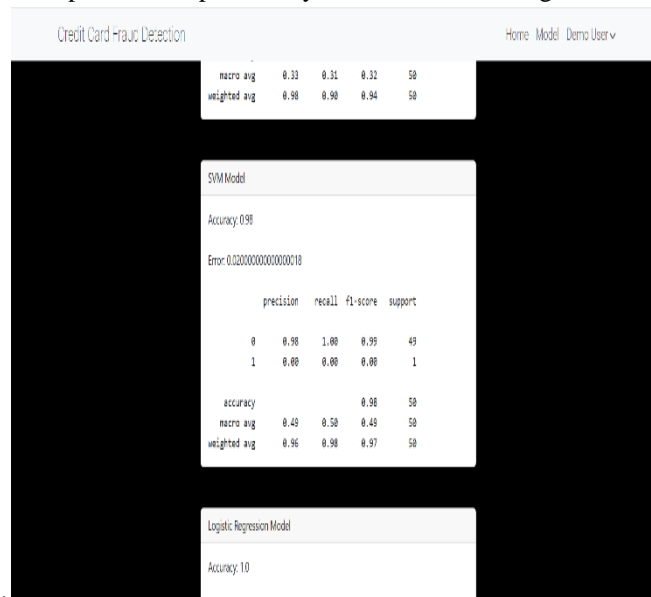 Credit Card Fraud Detection Home Model Demo User
macro avg 0.33 0.31 0.32 50
weighted avg 0.98 0.90 0.94 50
SVM Model
Accuracy: 0.98
Error: 0.020000000000000018
precision recall f1-score support
0 0.98 1.00 0.99 49
1 0.00 0.00 0.00 1
accuracy 0.98 50
macro avg 0.49 0.50 0.49 50
weighted avg 0.96 0.98 0.97 50
Logistic Regression Model
Accuracy: 1.0